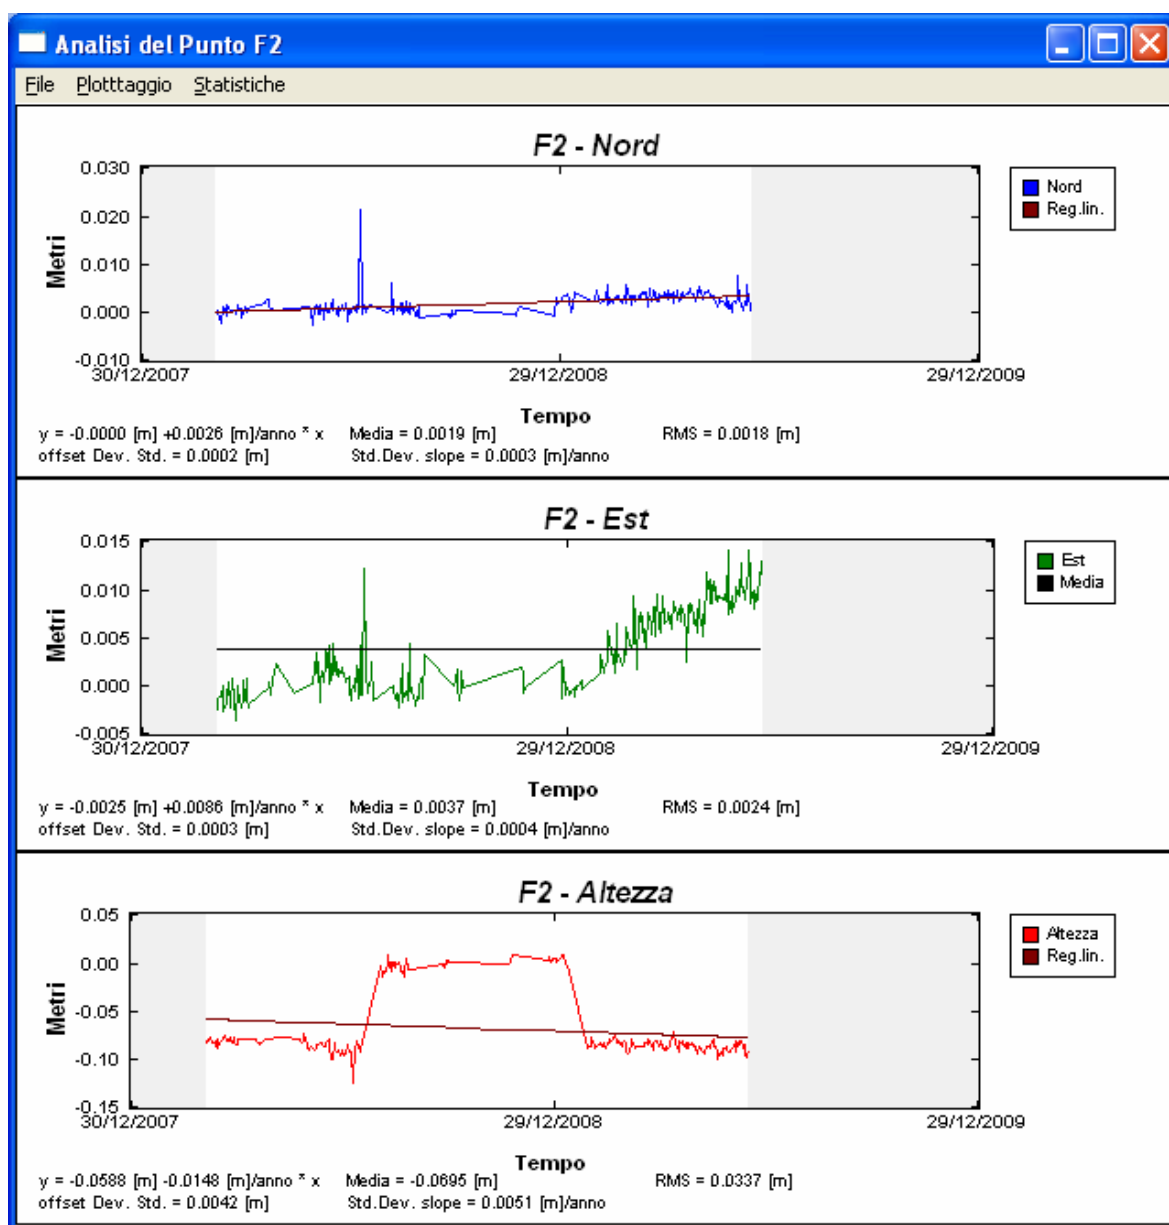 Analisi del Punto F2
File Plotttaggio Statistiche
F2 - Nord
0.030
0.020
0.010
0.000
-0.010
Metri
30/12/2007 29/12/2008 29/12/2009
Tempo
Nord
Reg.lin.
y = -0.0000 [m] +0.0026 [m]/anno * x Media = 0.0019 [m] RMS = 0.0018 [m]
offset Dev. Std. = 0.0002 [m] Std.Dev. slope = 0.0003 [m]/anno
F2 - Est
0.015
0.010
0.005
0.000
-0.005
Metri
30/12/2007 29/12/2008 29/12/2009
Tempo
Est
Media
y = -0.0025 [m] +0.0086 [m]/anno * x Media = 0.0037 [m] RMS = 0.0024 [m]
offset Dev. Std. = 0.0003 [m] Std.Dev. slope = 0.0004 [m]/anno
F2 - Altezza
0.05
0.00
-0.05
-0.10
-0.15
Metri
30/12/2007 29/12/2008 29/12/2009
Tempo
Altezza
Reg.lin.
y = -0.0588 [m] -0.0148 [m]/anno * x Media = -0.0695 [m] RMS = 0.0337 [m]
offset Dev. Std. = 0.0042 [m] Std.Dev. slope = 0.0051 [m]/anno